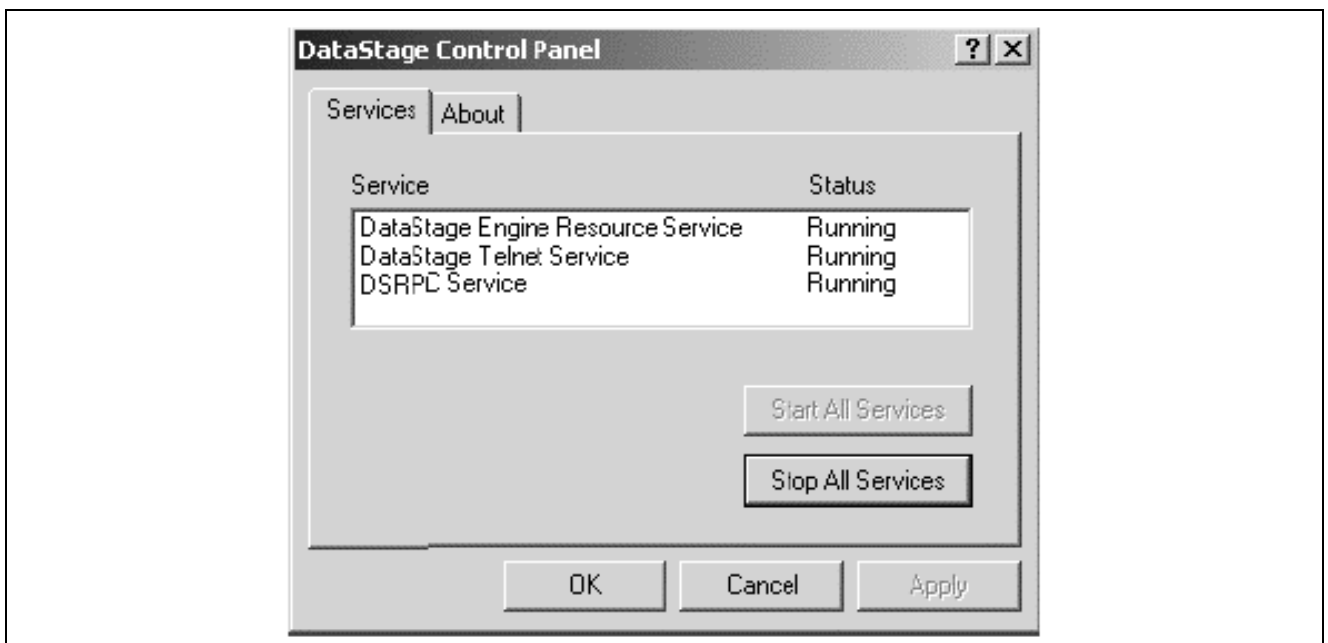 DataStage Control Panel
? X
Services About
Service Status
DataStage Engine Resource Service Running
DataStage Telnet Service Running
DSRPC Service Running
Start All Services
Stop All Services
OK Cancel Apply